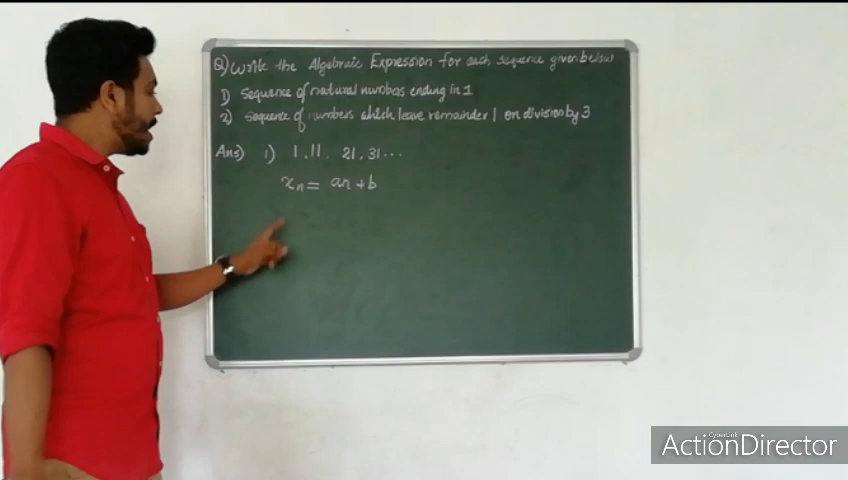 Q) Write the Algebraic Expression for each sequence given below
1) Sequence of natural numbers ending in 1
2) Sequence of numbers which leave remainder 1 on division by 3
Ans) 1) 1, 11, 21, 31...
xₙ = an + b
CyberLink
ActionDirector